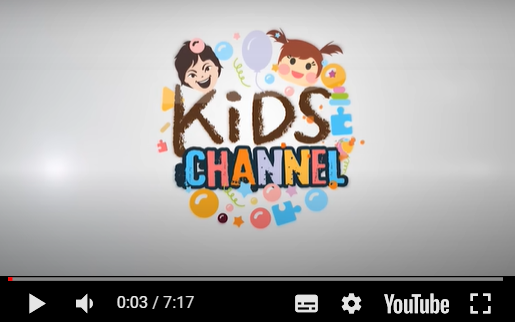 KiDS
CHANNEL
0:03 / 7:17
YouTube